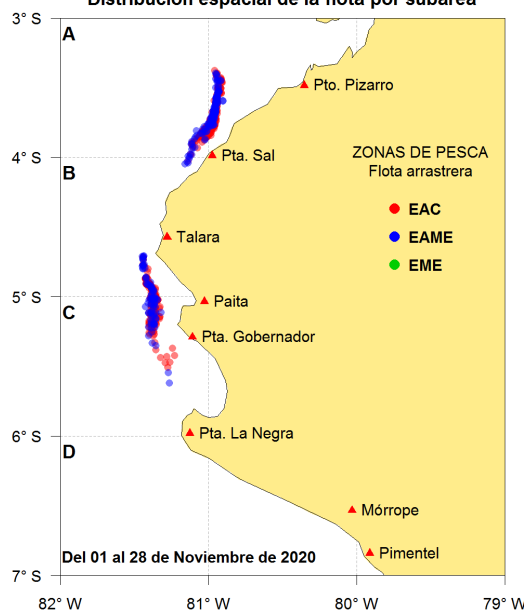 Distribución espacial de la flota por subárea
3° S
A
Pto. Pizarro
4° S
Pta. Sal
ZONAS DE PESCA
B
Flota arrastrera
EAC
Talara
EAME
EME
5° S
Paita
C
Pta. Gobernador
6° S
Pta. La Negra
D
Mórrope
Del 01 al 28 de Noviembre de 2020
Pimentel
7° S
82° W
81° W
80° W
79° W